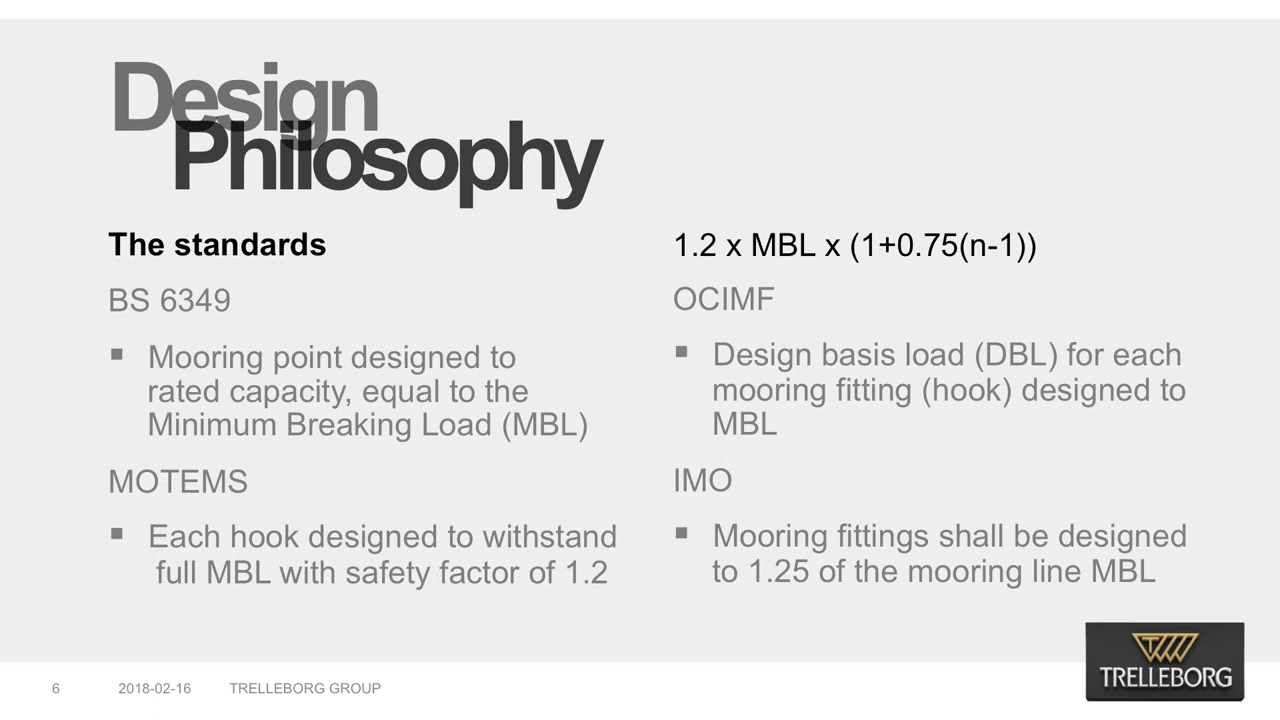 Design
Philosophy
The standards
BS 6349
▪ Mooring point designed to
rated capacity, equal to the
Minimum Breaking Load (MBL)
MOTEMS
▪ Each hook designed to withstand
full MBL with safety factor of 1.2
1.2 x MBL x (1+0.75(n-1))
OCIMF
▪ Design basis load (DBL) for each
mooring fitting (hook) designed to
MBL
IMO
▪ Mooring fittings shall be designed
to 1.25 of the mooring line MBL
6 2018-02-16 TRELLEBORG GROUP
TRELLEBORG